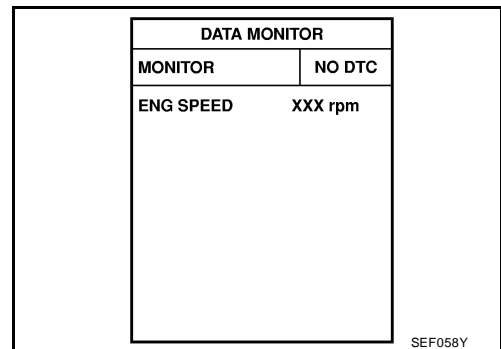 DATA MONITOR
MONITOR NO DTC
ENG SPEED XXX rpm
SEF058Y